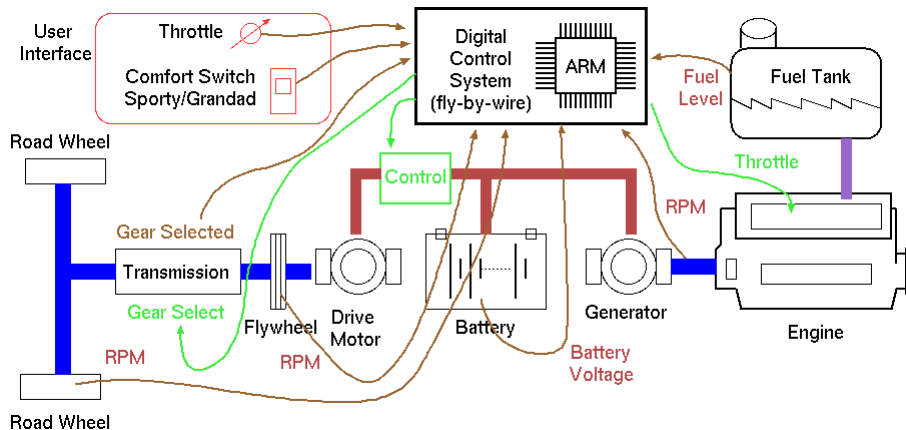 User
Interface
Throttle
Comfort Switch
Sporty/Grandad
Digital
Control
System
(fly-by-wire)
ARM
Fuel
Level
Fuel Tank
Road Wheel
Control
Throttle
Gear Selected
RPM
Transmission
Gear Select
Flywheel
Drive
Motor
Battery
Generator
Engine
RPM
RPM
Battery
Voltage
Road Wheel